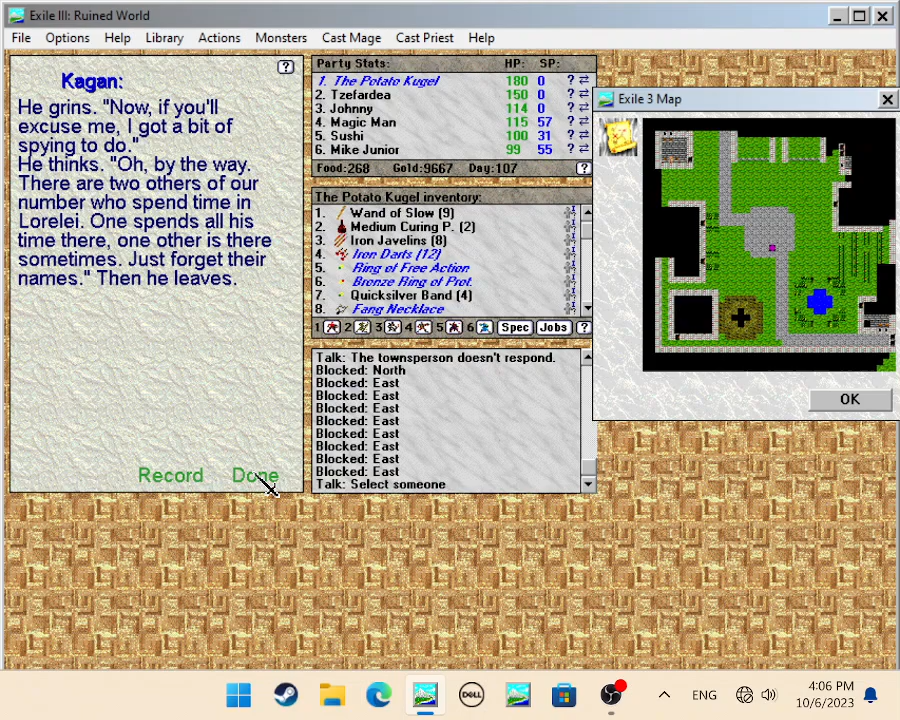 Exile III: Ruined World
File Options Help Library Actions Monsters Cast Mage Cast Priest Help
Kagan:
?
He grins. "Now, if you'll
excuse me, I got a bit of
spying to do."
He thinks. "Oh, by the way.
There are two others of our
number who spend time in
Lorelei. One spends all his
time there, one other is there
sometimes. Just forget their
names." Then he leaves.
Record Done
Party Stats: HP: SP:
1. The Potato Kugel 180 0 ?
2. Tzefardea 150 0 ?
3. Johnny 114 0 ?
4. Magic Man 115 57 ?
5. Sushi 100 31 ?
6. Mike Junior 99 55 ?
Food:268 Gold:9667 Day:107 ?
The Potato Kugel inventory:
1. Wand of Slow (9)
2. Medium Curing P. (2)
3. Iron Javelins (8)
4. Iron Darts (12)
5. Ring of Free Action
6. Bronze Ring of Prot.
7. Quicksilver Band (4)
8. Fang Necklace
1 2 3 4 5 6 Spec Jobs ?
Talk: The townsperson doesn't respond.
Blocked: North
Blocked: East
Blocked: East
Blocked: East
Blocked: East
Blocked: East
Blocked: East
Blocked: East
Blocked: East
Talk: Select someone
Exile 3 Map
OK
DELL
ENG
4:06 PM
10/6/2023